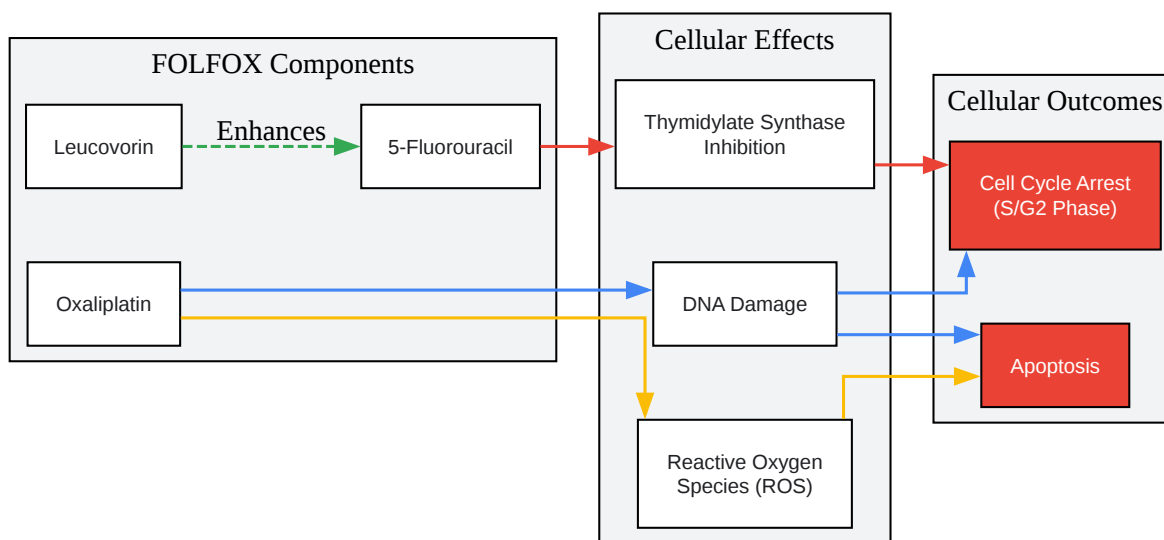 FOLFOX Components
Leucovorin
Enhances
5-Fluorouracil
Oxaliplatin
Cellular Effects
Thymidylate Synthase
Inhibition
DNA Damage
Reactive Oxygen
Species (ROS)
Cellular Outcomes
Cell Cycle Arrest
(S/G2 Phase)
Apoptosis